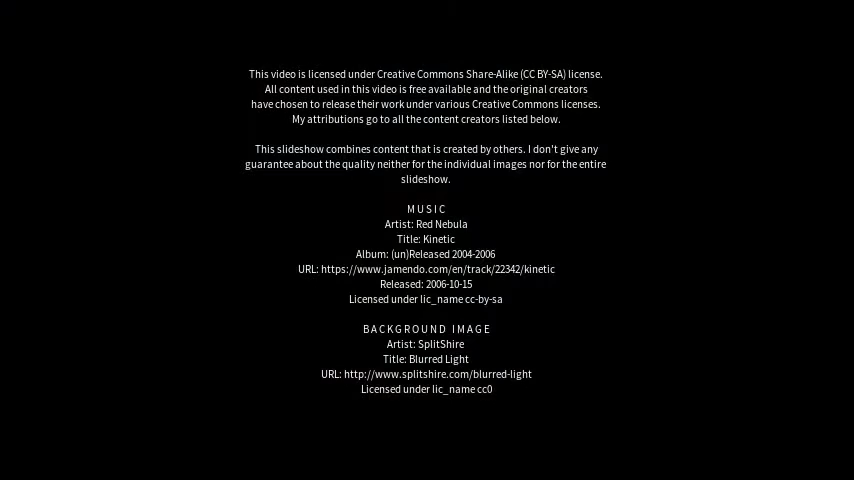 This video is licensed under Creative Commons Share-Alike (CC BY-SA) license.
All content used in this video is free available and the original creators
have chosen to release their work under various Creative Commons licenses.
My attributions go to all the content creators listed below.
This slideshow combines content that is created by others. I don't give any
guarantee about the quality neither for the individual images nor for the entire
slideshow.
MUSIC
Artist: Red Nebula
Title: Kinetic
Album: (un)Released 2004-2006
URL: https://www.jamendo.com/en/track/22342/kinetic
Released: 2006-10-15
Licensed under lic_name cc-by-sa
BACKGROUND IMAGE
Artist: SplitShire
Title: Blurred Light
URL: http://www.splitshire.com/blurred-light
Licensed under lic_name cc0